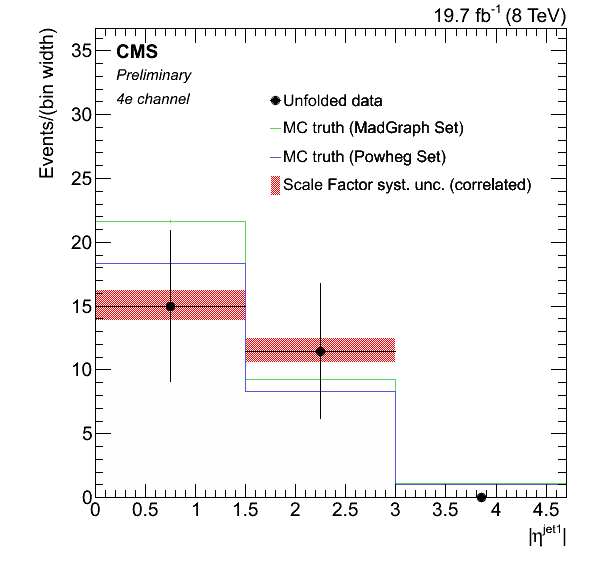 19.7 fb⁻¹ (8 TeV)
Events/(bin width)
CMS
Preliminary
4e channel
Unfolded data
MC truth (MadGraph Set)
MC truth (Powheg Set)
Scale Factor syst. unc. (correlated)
35
30
25
20
15
10
5
0
0 0.5 1 1.5 2 2.5 3 3.5 4 4.5
|η^jet1|